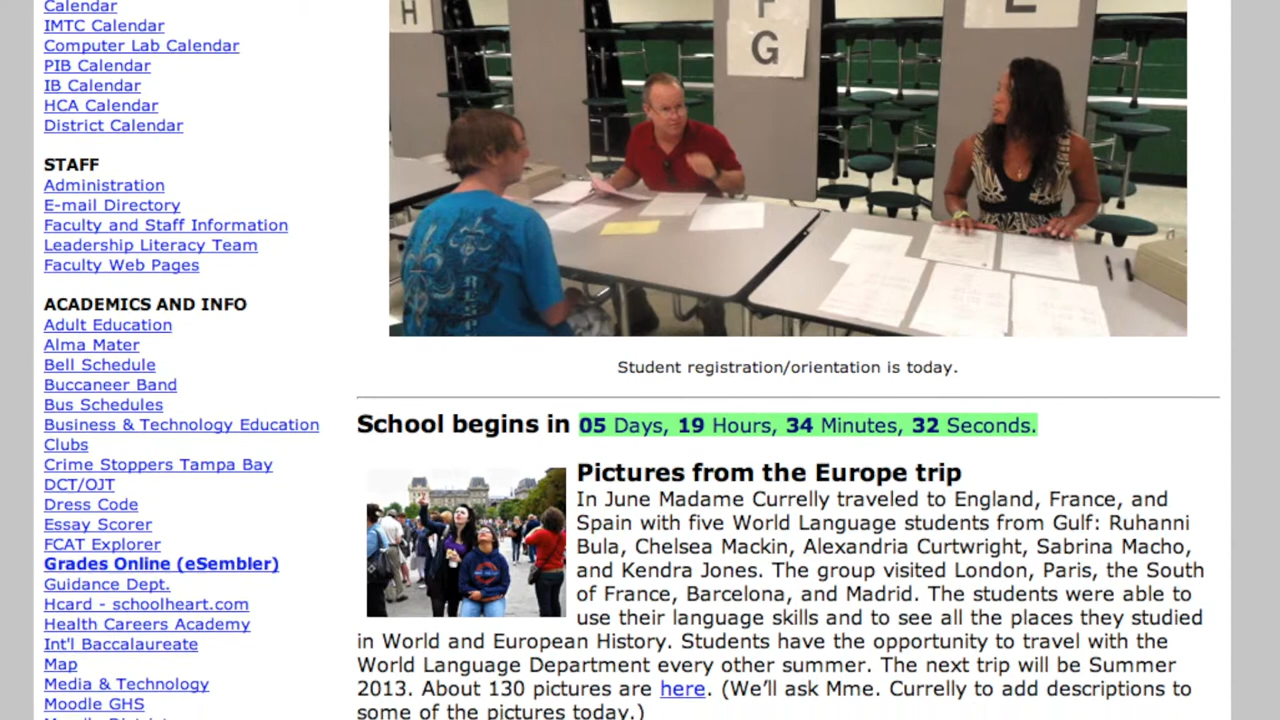 Calendar
IMTC Calendar
Computer Lab Calendar
PIB Calendar
IB Calendar
HCA Calendar
District Calendar
STAFF
Administration
E-mail Directory
Faculty and Staff Information
Leadership Literacy Team
Faculty Web Pages
ACADEMICS AND INFO
Adult Education
Alma Mater
Bell Schedule
Buccaneer Band
Bus Schedules
Business & Technology Education
Clubs
Crime Stoppers Tampa Bay
DCT/OJT
Dress Code
Essay Scorer
FCAT Explorer
Grades Online (eSembler)
Guidance Dept.
Hcard - schoolheart.com
Health Careers Academy
Int'l Baccalaureate
Map
Media & Technology
Moodle GHS
H
F
G
E
Student registration/orientation is today.
School begins in 05 Days, 19 Hours, 34 Minutes, 32 Seconds.
Pictures from the Europe trip
In June Madame Currelly traveled to England, France, and
Spain with five World Language students from Gulf: Ruhanni
Bula, Chelsea Mackin, Alexandria Curtwright, Sabrina Macho,
and Kendra Jones. The group visited London, Paris, the South
of France, Barcelona, and Madrid. The students were able to
use their language skills and to see all the places they studied
in World and European History. Students have the opportunity to travel with the
World Language Department every other summer. The next trip will be Summer
2013. About 130 pictures are here. (We'll ask Mme. Currelly to add descriptions to
some of the pictures today.)